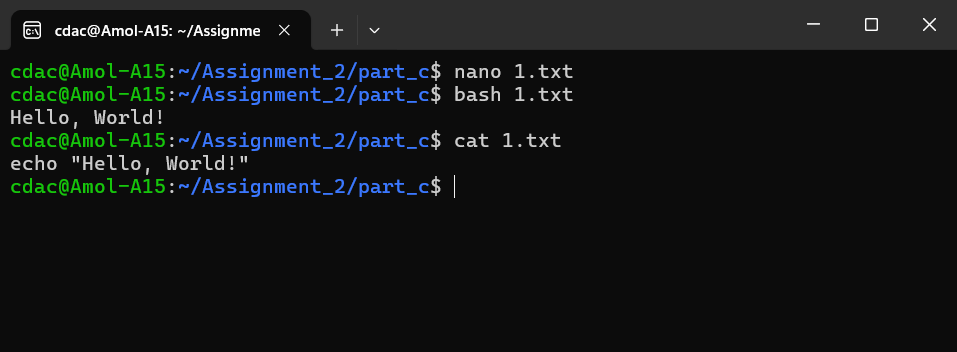 cdac@Amol-A15: ~/Assignme
cdac@Amol-A15:~/Assignment_2/part_c$ nano 1.txt
cdac@Amol-A15:~/Assignment_2/part_c$ bash 1.txt
Hello, World!
cdac@Amol-A15:~/Assignment_2/part_c$ cat 1.txt
echo "Hello, World!"
cdac@Amol-A15:~/Assignment_2/part_c$